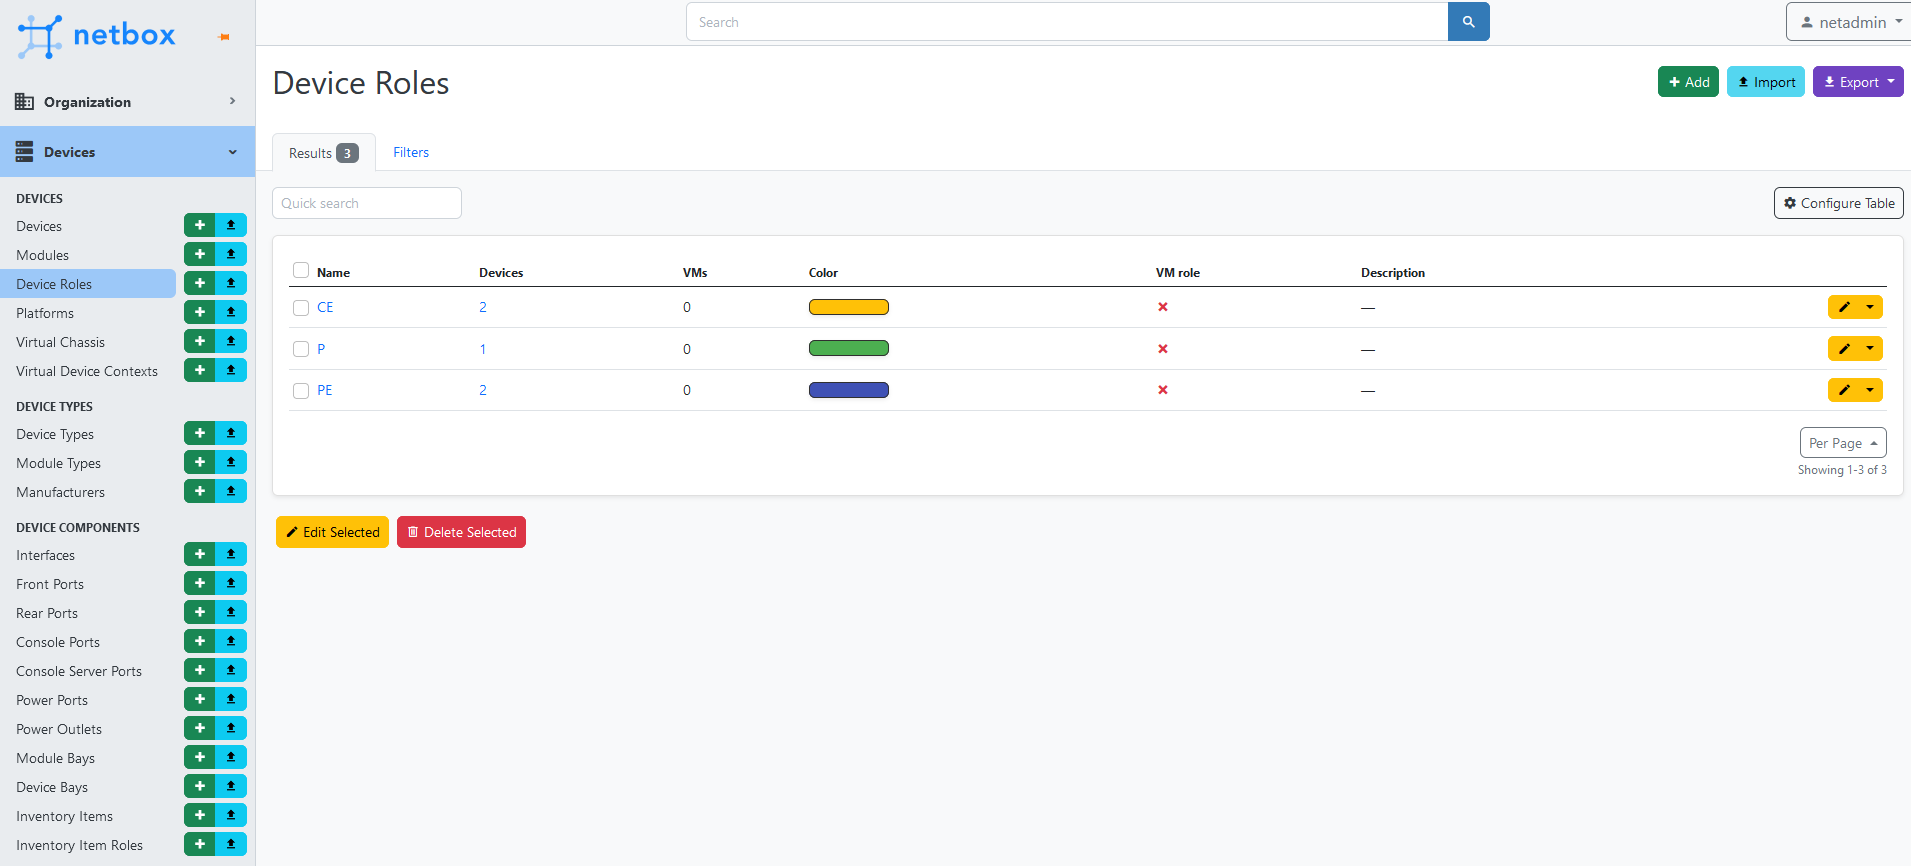 netbox
Search
netadmin
Organization
Devices
DEVICES
Devices
Modules
Device Roles
Platforms
Virtual Chassis
Virtual Device Contexts
DEVICE TYPES
Device Types
Module Types
Manufacturers
DEVICE COMPONENTS
Interfaces
Front Ports
Rear Ports
Console Ports
Console Server Ports
Power Ports
Power Outlets
Module Bays
Device Bays
Inventory Items
Inventory Item Roles
Device Roles
Add Import Export
Results 3 Filters
Quick search
Configure Table
Name Devices VMs Color VM role Description
CE 2 0 —
P 1 0 —
PE 2 0 —
Per Page
Showing 1-3 of 3
Edit Selected Delete Selected